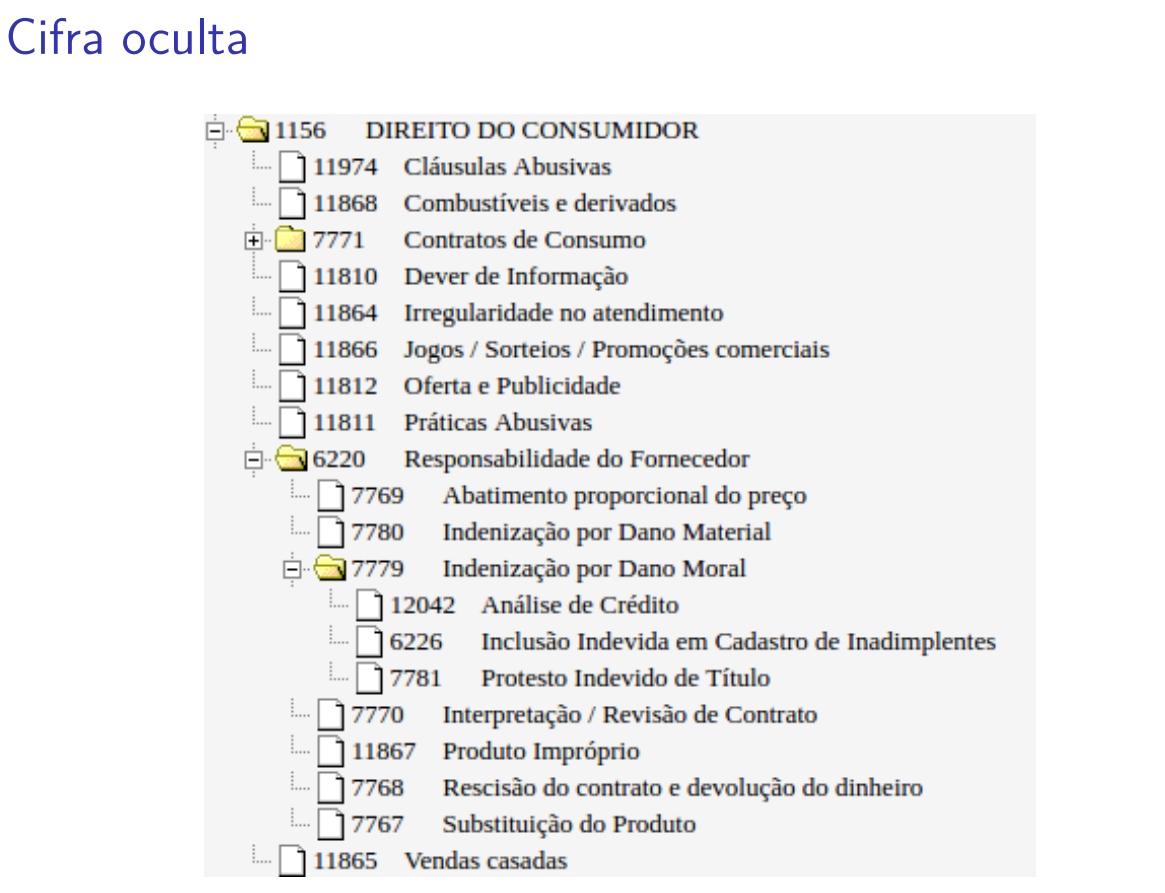 Cifra oculta
1156 DIREITO DO CONSUMIDOR
11974 Cláusulas Abusivas
11868 Combustíveis e derivados
7771 Contratos de Consumo
11810 Dever de Informação
11864 Irregularidade no atendimento
11866 Jogos / Sorteios / Promoções comerciais
11812 Oferta e Publicidade
11811 Práticas Abusivas
6220 Responsabilidade do Fornecedor
7769 Abatimento proporcional do preço
7780 Indenização por Dano Material
7779 Indenização por Dano Moral
12042 Análise de Crédito
6226 Inclusão Indevida em Cadastro de Inadimplentes
7781 Protesto Indevido de Título
7770 Interpretação / Revisão de Contrato
11867 Produto Impróprio
7768 Rescisão do contrato e devolução do dinheiro
7767 Substituição do Produto
11865 Vendas casadas